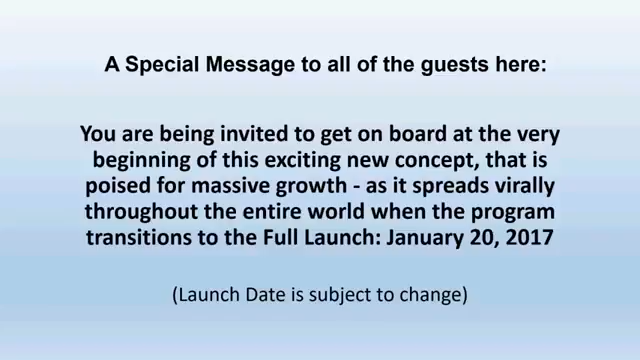 A Special Message to all of the guests here:
You are being invited to get on board at the very
beginning of this exciting new concept, that is
poised for massive growth - as it spreads virally
throughout the entire world when the program
transitions to the Full Launch: January 20, 2017
(Launch Date is subject to change)